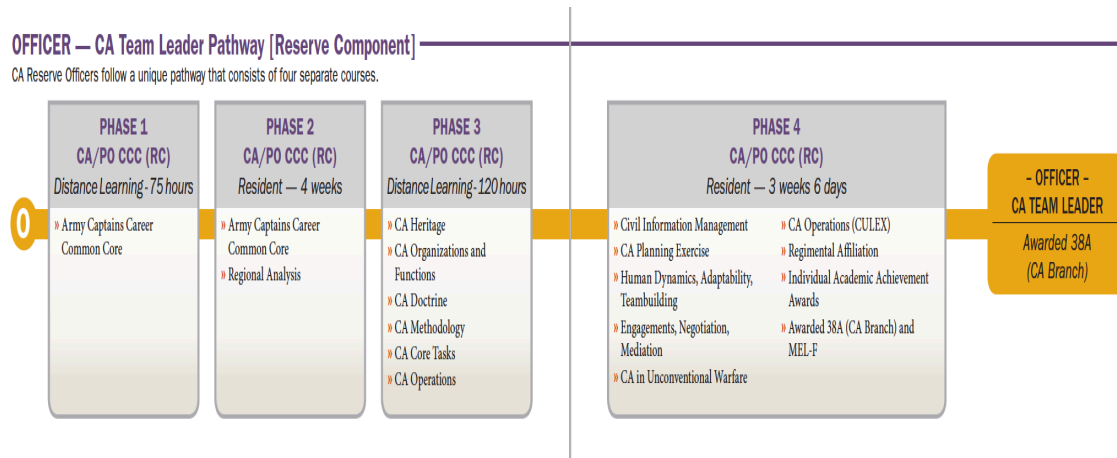 OFFICER — CA Team Leader Pathway [Reserve Component]
CA Reserve Officers follow a unique pathway that consists of four separate courses.
O
PHASE 1
CA/PO CCC (RC)
Distance Learning - 75 hours
» Army Captains Career
Common Core
PHASE 2
CA/PO CCC (RC)
Resident — 4 weeks
» Army Captains Career
Common Core
» Regional Analysis
PHASE 3
CA/PO CCC (RC)
Distance Learning - 120 hours
» CA Heritage
» CA Organizations and
Functions
» CA Doctrine
» CA Methodology
» CA Core Tasks
» CA Operations
PHASE 4
CA/PO CCC (RC)
Resident — 3 weeks 6 days
» Civil Information Management
» CA Planning Exercise
» Human Dynamics, Adaptability,
Teambuilding
» Engagements, Negotiation,
Mediation
» CA in Unconventional Warfare
» CA Operations (CULEX)
» Regimental Affiliation
» Individual Academic Achievement
Awards
» Awarded 38A (CA Branch) and
MEL-F
– OFFICER –
CA TEAM LEADER
Awarded 38A
(CA Branch)